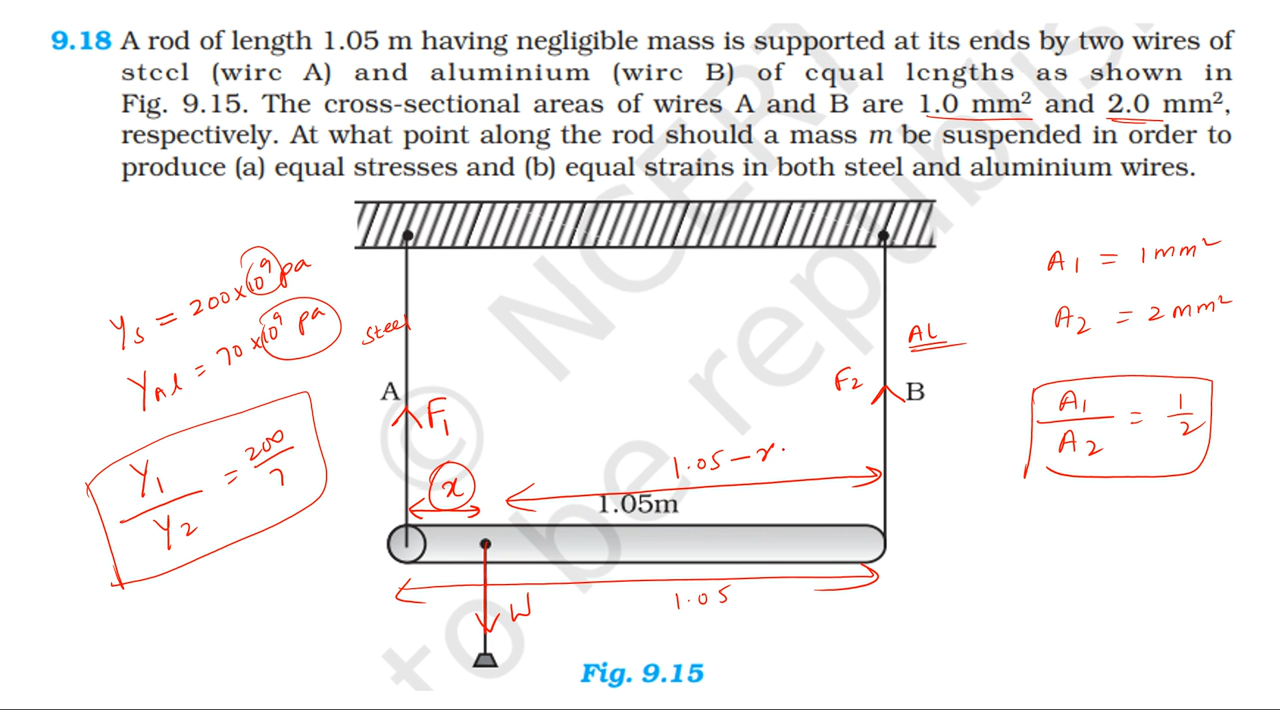 9.18 A rod of length 1.05 m having negligible mass is supported at its ends by two wires of
steel (wire A) and aluminium (wire B) of equal lengths as shown in
Fig. 9.15. The cross-sectional areas of wires A and B are 1.0 mm² and 2.0 mm²,
respectively. At what point along the rod should a mass m be suspended in order to
produce (a) equal stresses and (b) equal strains in both steel and aluminium wires.
Ys = 200×10⁹ pa
YAl = 70×10⁹ pa
Y1/Y2 = 200/7
Steel
A
F1
x
1.05-x.
1.05m
1.05
W
AL
F2
B
A1 = 1mm²
A2 = 2mm²
A1/A2 = 1/2
Fig. 9.15
© NCERT
to be republis